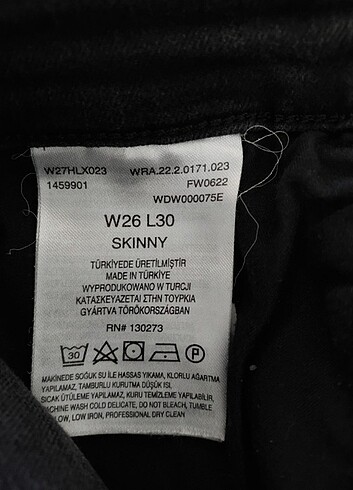 W27HLX023 WRA.22.2.0171.023
1459901 FW0622
WDW000075E
W26 L30
SKINNY
TÜRKİYEDE ÜRETİLMİŞTİR
MADE IN TÜRKİYE
WYPRODUKOWANO W TURCJI
ΚΑΤΑΣΚΕΥΑΖΕΤΑΙ ΣΤΗΝ ΤΟΥΡΚΙΑ
GYÁRTVA TÖRÖKORSZÁGBAN
RN# 130273
30 P
MAKİNEDE SOĞUK SU İLE HASSAS YIKAMA, KLORLU AĞARTMA
YAPILAMAZ, TAMBURLU KURUTMA DÜŞÜK ISI,
SICAK ÜTÜLEME YAPILAMAZ, KURU TEMİZLEME YAPILABİLİR,
MACHINE WASH COLD DELICATE, DO NOT BLEACH, TUMBLE
LOW, LOW IRON, PROFESSIONAL DRY CLEAN